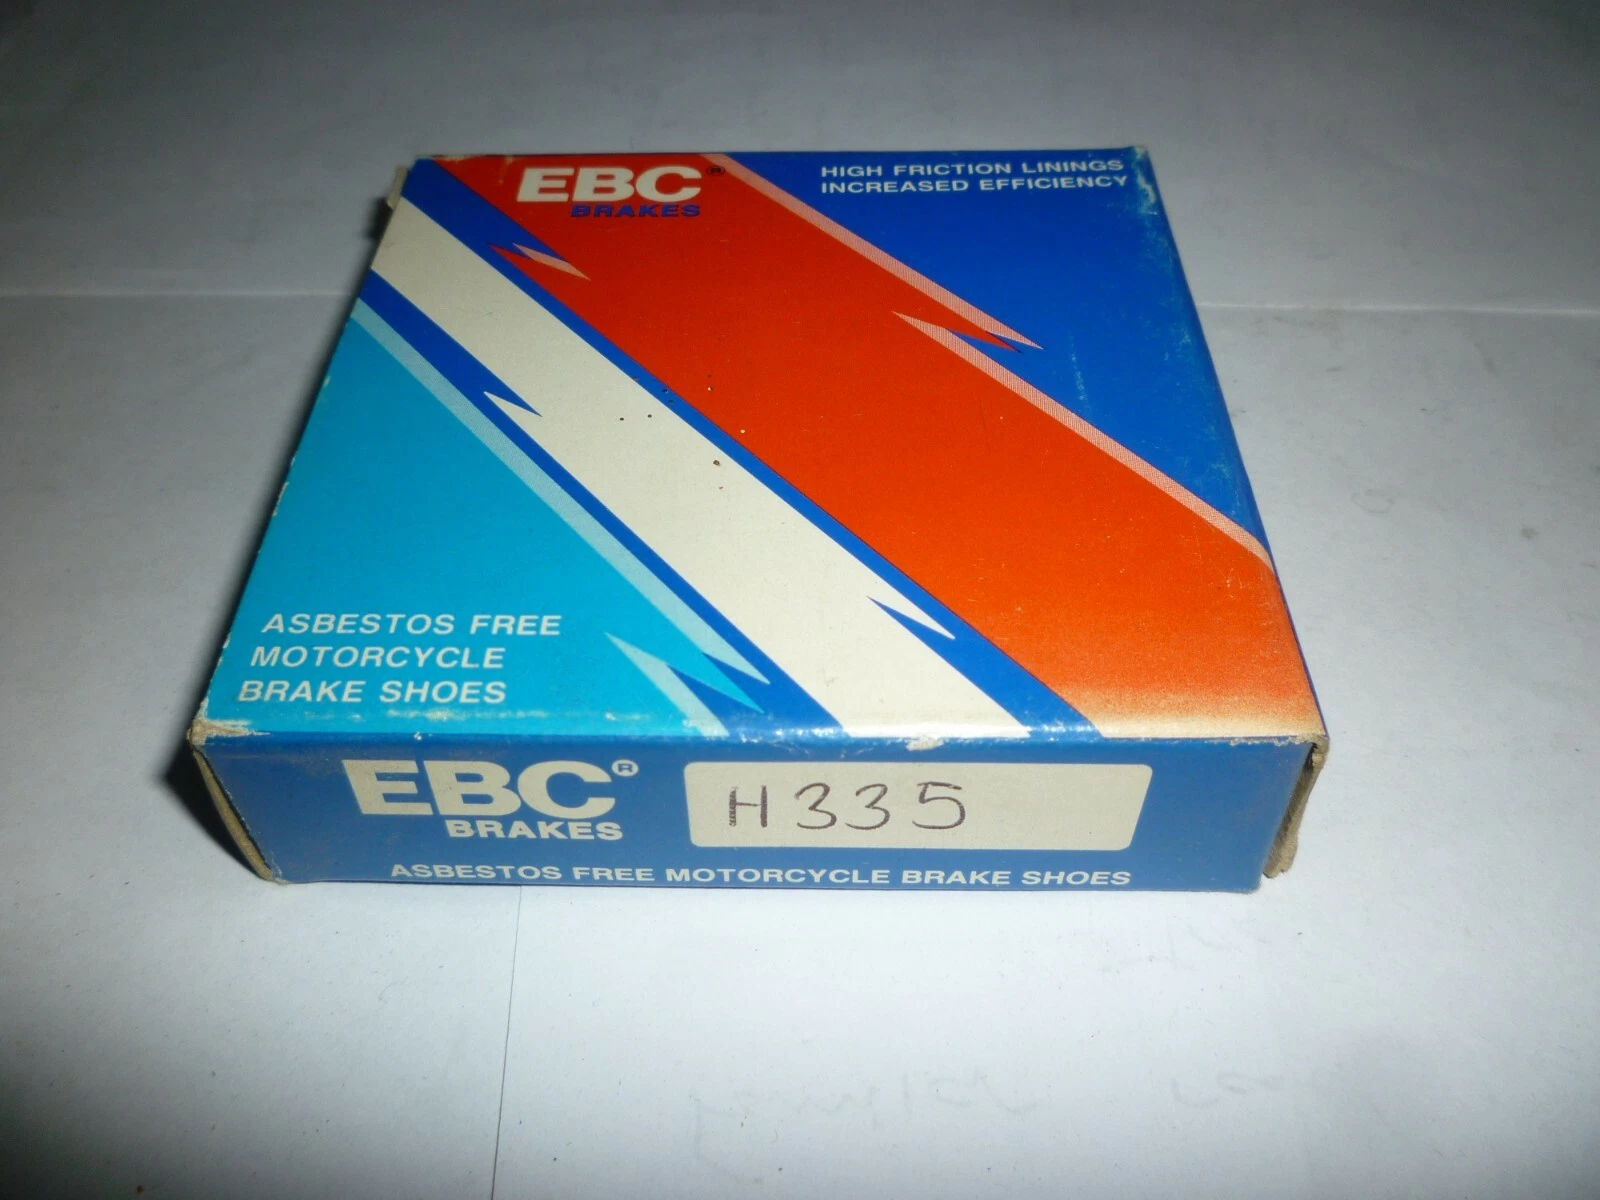 EBC®
BRAKES
HIGH FRICTION LININGS
INCREASED EFFICIENCY
ASBESTOS FREE
MOTORCYCLE
BRAKE SHOES
EBC®
BRAKES
H335
ASBESTOS FREE MOTORCYCLE BRAKE SHOES